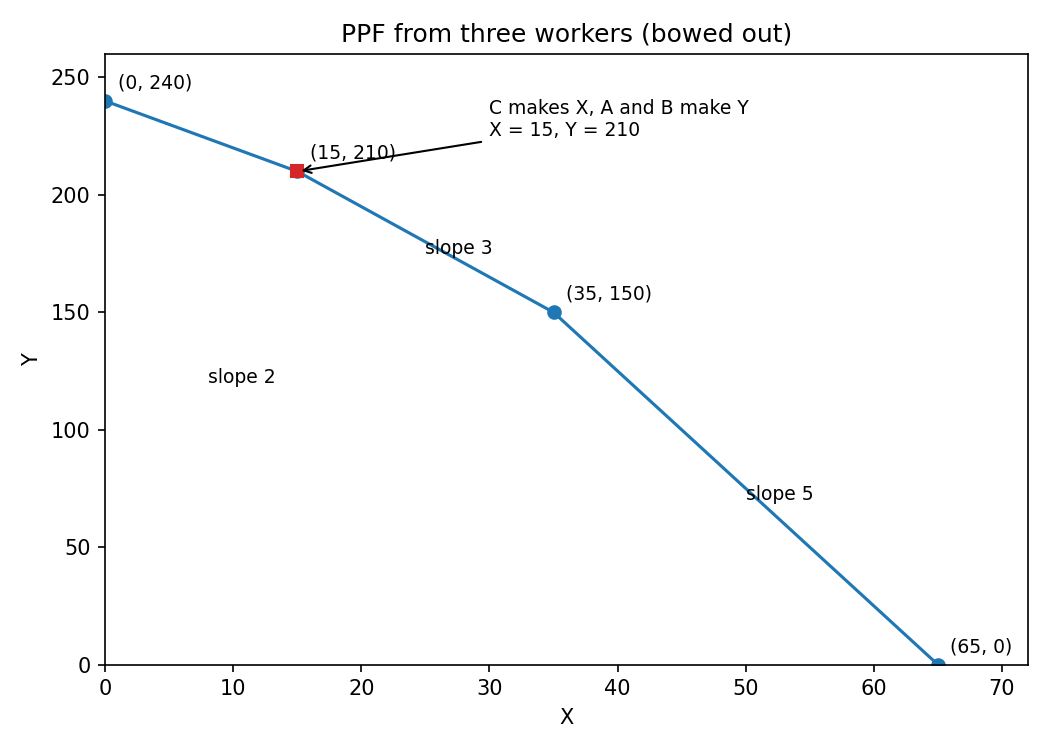 PPF from three workers (bowed out)
250
(0, 240)
C makes X, A and B make Y
X = 15, Y = 210
(15, 210)
200
slope 3
(35, 150)
150
Y
slope 2
100
slope 5
50
(65, 0)
0
0 10 20 30 40 50 60 70
X